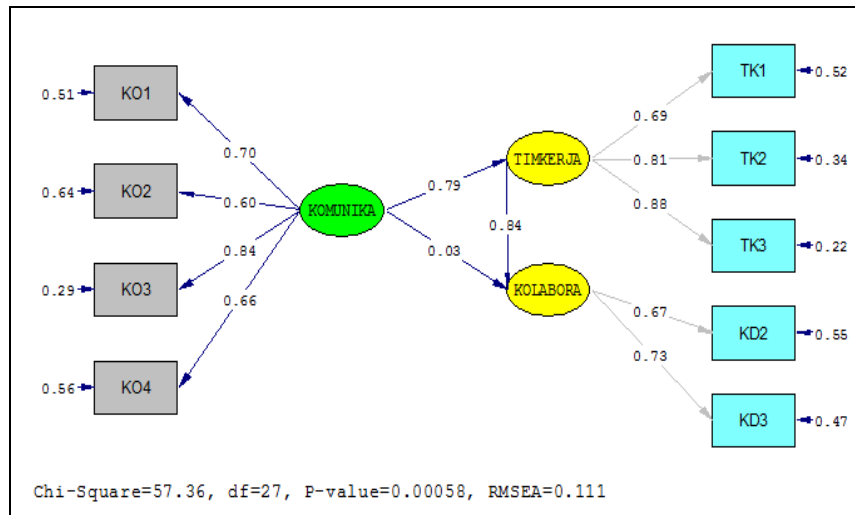 0.51 KO1
0.64 KO2
0.29 KO3
0.56 KO4
0.70
0.60
0.84
0.66
KOMUNIKA
0.79
0.03
TIMKERJA
0.84
KOLABORA
0.69
0.81
0.88
0.67
0.73
TK1 0.52
TK2 0.34
TK3 0.22
KD2 0.55
KD3 0.47
Chi-Square=57.36, df=27, P-value=0.00058, RMSEA=0.111